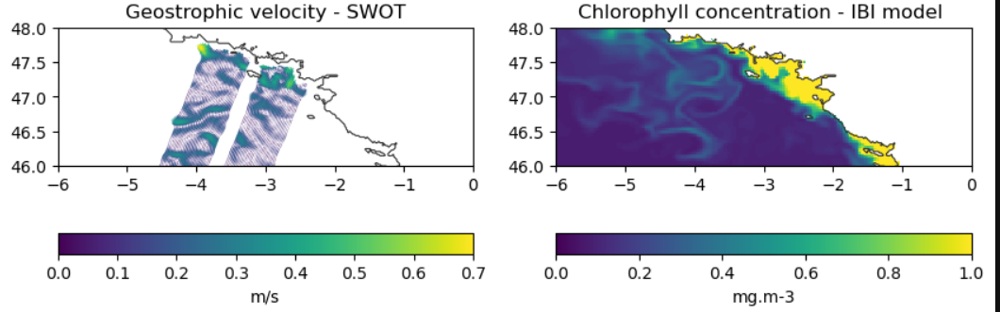 Geostrophic velocity - SWOT
48.0
47.5
47.0
46.5
46.0
−6 −5 −4 −3 −2 −1 0
0.0 0.1 0.2 0.3 0.4 0.5 0.6 0.7
m/s
Chlorophyll concentration - IBI model
48.0
47.5
47.0
46.5
46.0
−6 −5 −4 −3 −2 −1 0
0.0 0.2 0.4 0.6 0.8 1.0
mg.m-3